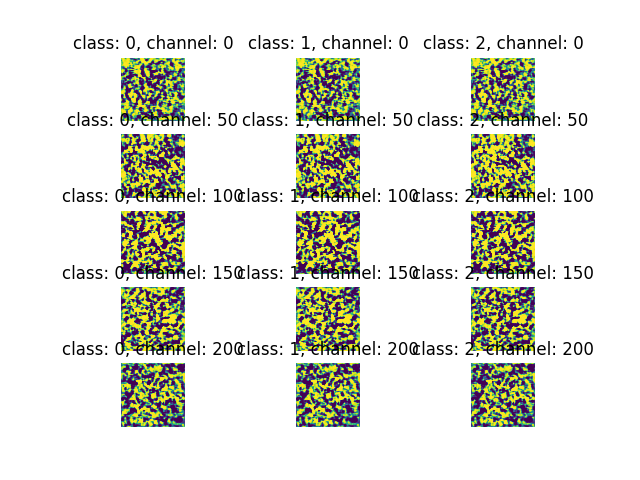 class: 0, channel: 0 class: 1, channel: 0 class: 2, channel: 0
class: 0, channel: 50 class: 1, channel: 50 class: 2, channel: 50
class: 0, channel: 100 class: 1, channel: 100 class: 2, channel: 100
class: 0, channel: 150 class: 1, channel: 150 class: 2, channel: 150
class: 0, channel: 200 class: 1, channel: 200 class: 2, channel: 200